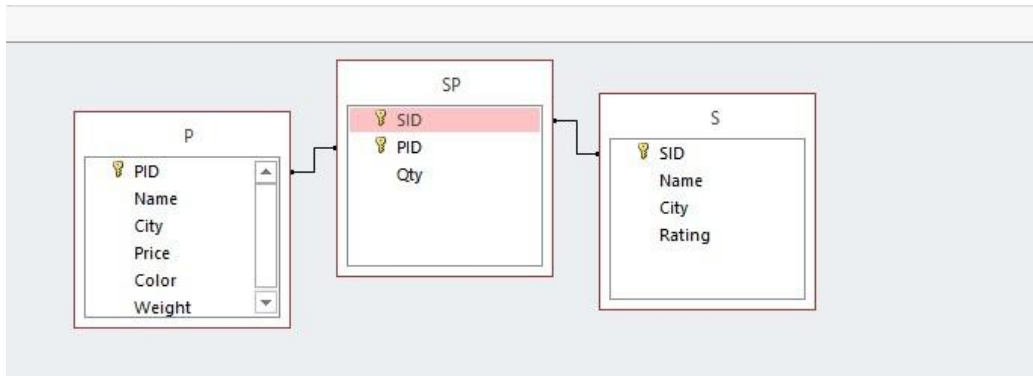 P
PID
Name
City
Price
Color
Weight
SP
SID
PID
Qty
S
SID
Name
City
Rating